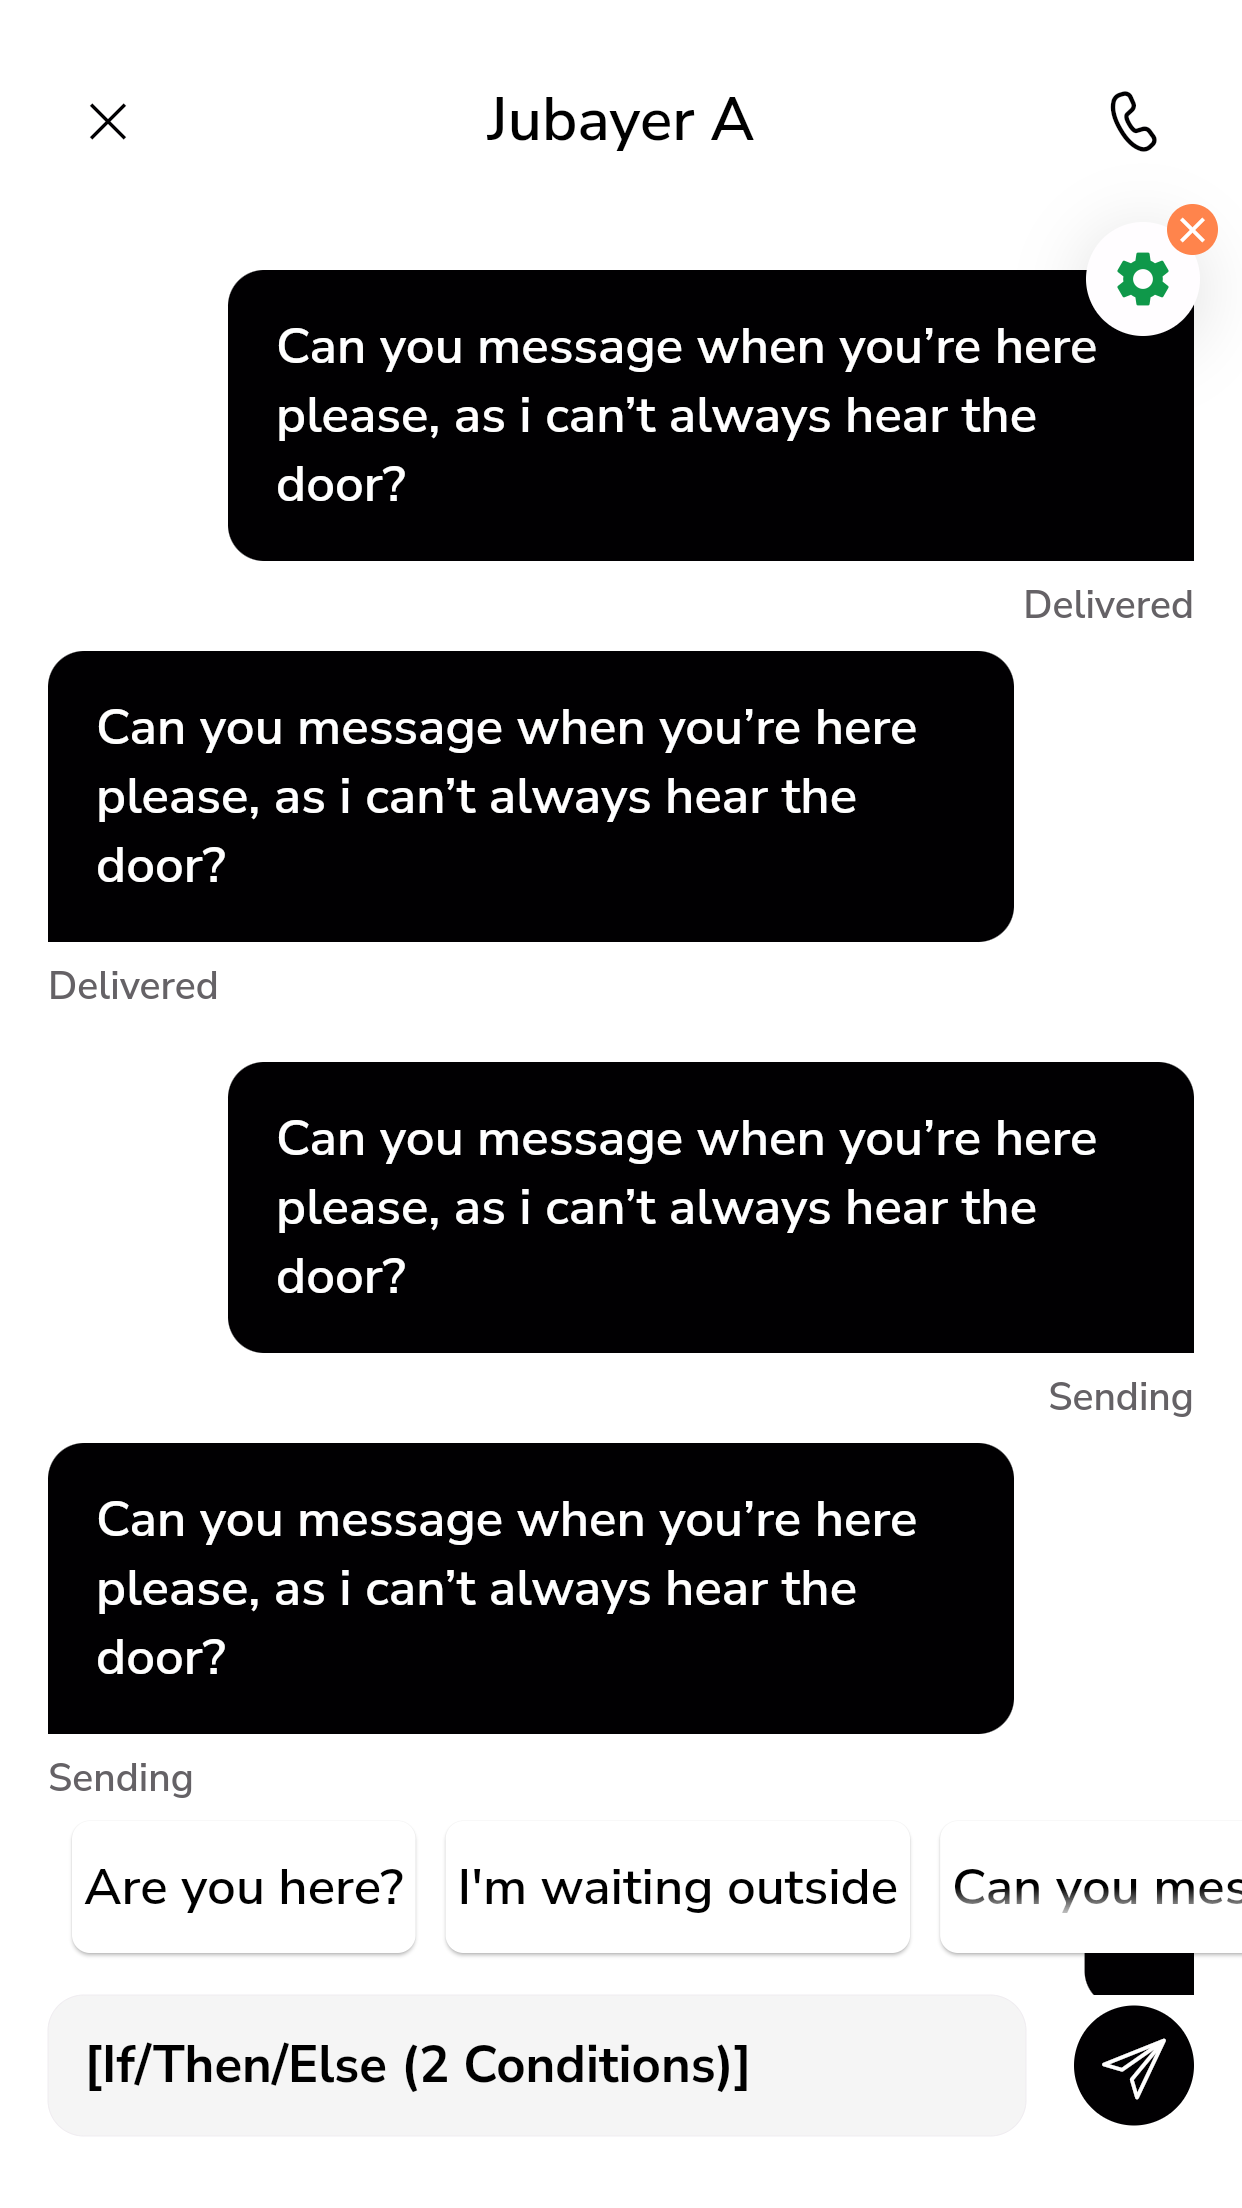 Jubayer A
Can you message when you’re here
please, as i can’t always hear the
door?
Delivered
Can you message when you’re here
please, as i can’t always hear the
door?
Delivered
Can you message when you’re here
please, as i can’t always hear the
door?
Sending
Can you message when you’re here
please, as i can’t always hear the
door?
Sending
Are you here?
I'm waiting outside
Can you mes
[If/Then/Else (2 Conditions)]